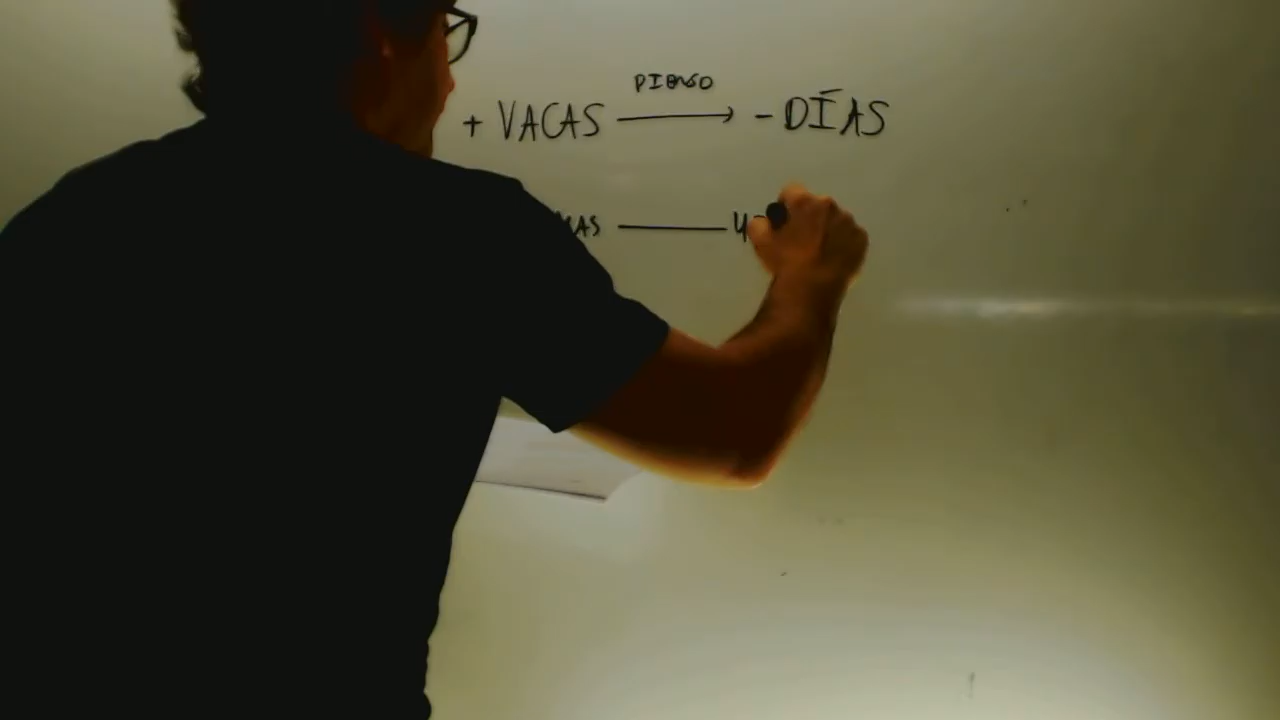 PIENSO
+ VACAS → - DÍAS